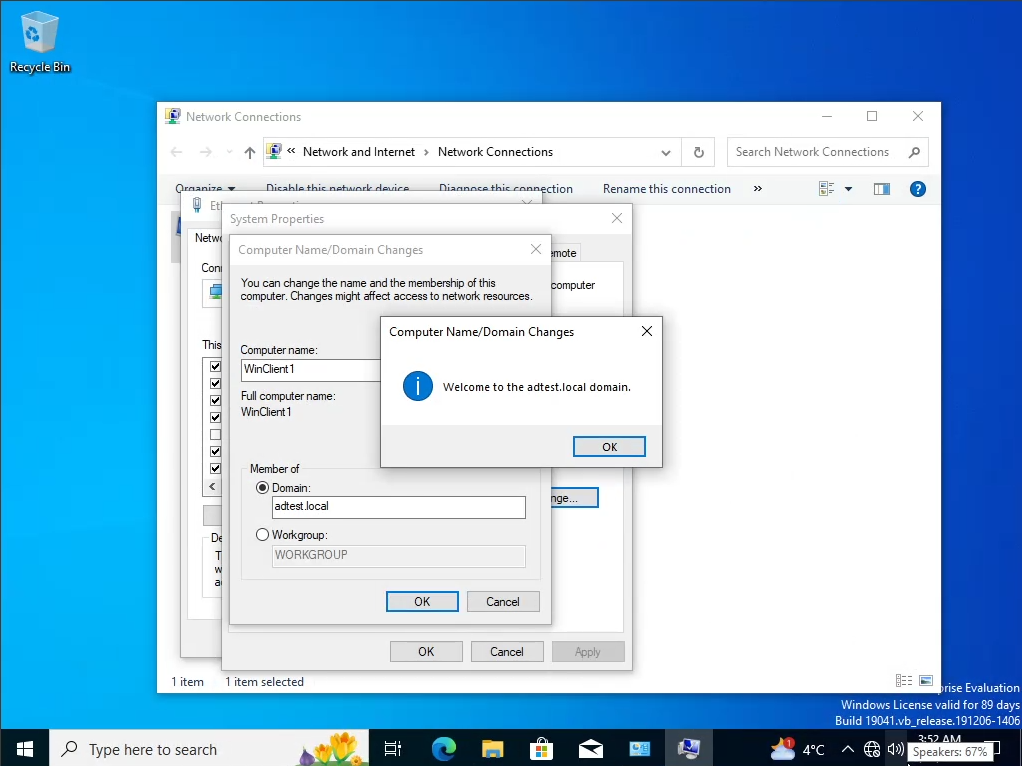 Recycle Bin
Network Connections
« Network and Internet › Network Connections
Search Network Connections
Organize Disable this network device Diagnose this connection Rename this connection »
System Properties
Netwo
Computer Name/Domain Changes
Conn
You can change the name and the membership of this
computer. Changes might affect access to network resources.
computer
Computer Name/Domain Changes
This
Computer name:
WinClient1
Welcome to the adtest.local domain.
Full computer name:
WinClient1
OK
Member of
Domain:
adtest.local
nge...
Workgroup:
WORKGROUP
De
OK Cancel
OK Cancel Apply
1 item 1 item selected
prise Evaluation
Windows License valid for 89 days
Build 19041.vb_release.191206-1406
Type here to search
1
4°C
3:52 AM
Speakers: 67%